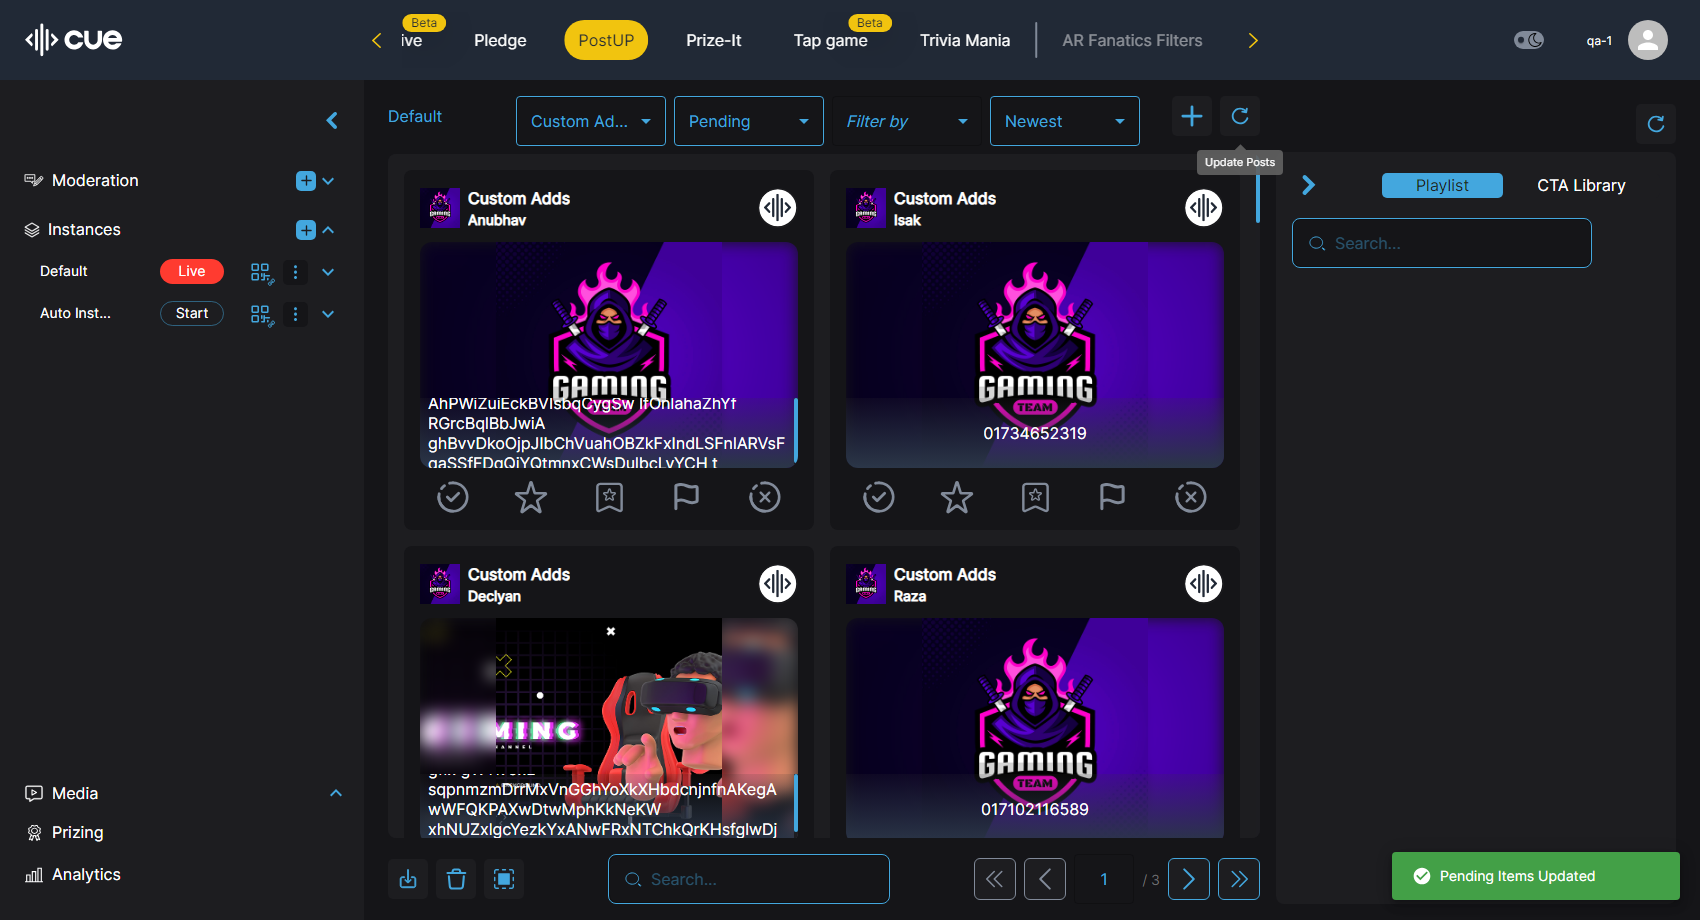 cue
Beta
ive
Pledge
PostUP
Prize-It
Beta
Tap game
Trivia Mania
AR Fanatics Filters
qa-1
Default
Custom Ad...
Pending
Filter by
Newest
Update Posts
Moderation
Instances
Default
Live
Auto Inst...
Start
Media
Prizing
Analytics
Custom Adds
Anubhav
GAMING
AhPWiZuiEckBVIsbqCygSw
RGrcBqlBbJwiA
ghBvvDkoOjpJIbChVuahOBZkFxIndLSFnlARVsF
Custom Adds
Isak
GAMING
TEAM
01734652319
Custom Adds
Declyan
MING
sqpnmzmDrrMxVnGGhYoXkXHbdcnjnfnAKegA
wWFQKPAXwDtwMphKkNeKW
xhNUZxlgcYezkYxANwFRxNTChkQrKHsfglwDj
Custom Adds
Raza
GAMING
TEAM
017102116589
Search...
1
/ 3
Playlist
CTA Library
Search...
Pending Items Updated